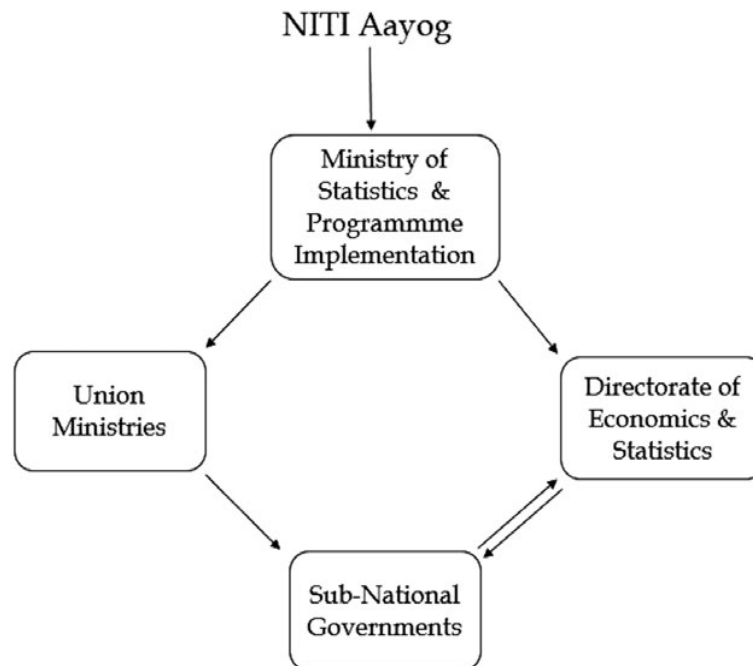 NITI Aayog
Ministry of
Statistics &
Programmme
Implementation
Union
Ministries
Directorate of
Economics &
Statistics
Sub-National
Governments